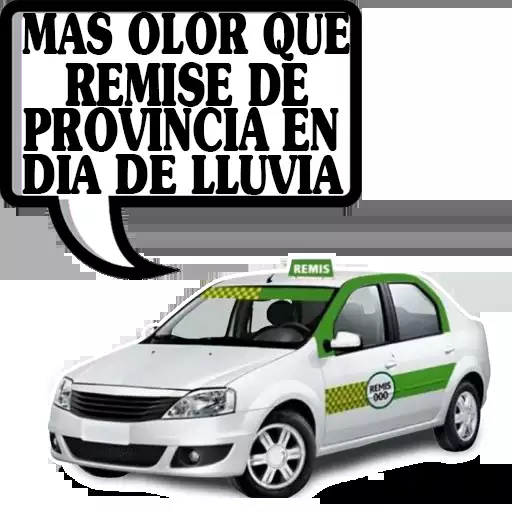 MAS OLOR QUE
REMISE DE
PROVINCIA EN
DIA DE LLUVIA
REMIS
REMIS
000